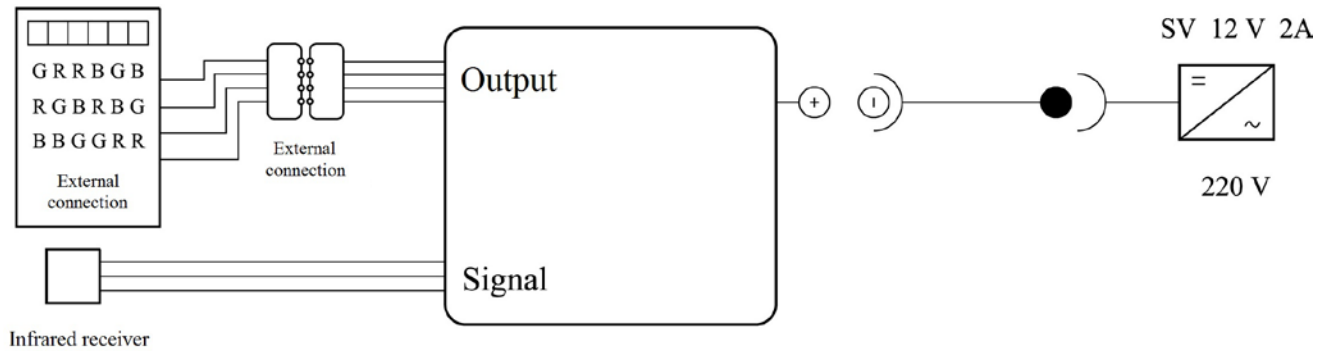 GRRBGB
RGBRBG
BBGGRR
External
connection
External
connection
Output
Signal
Infrared receiver
+
SV 12 V 2A
=
~
220 V